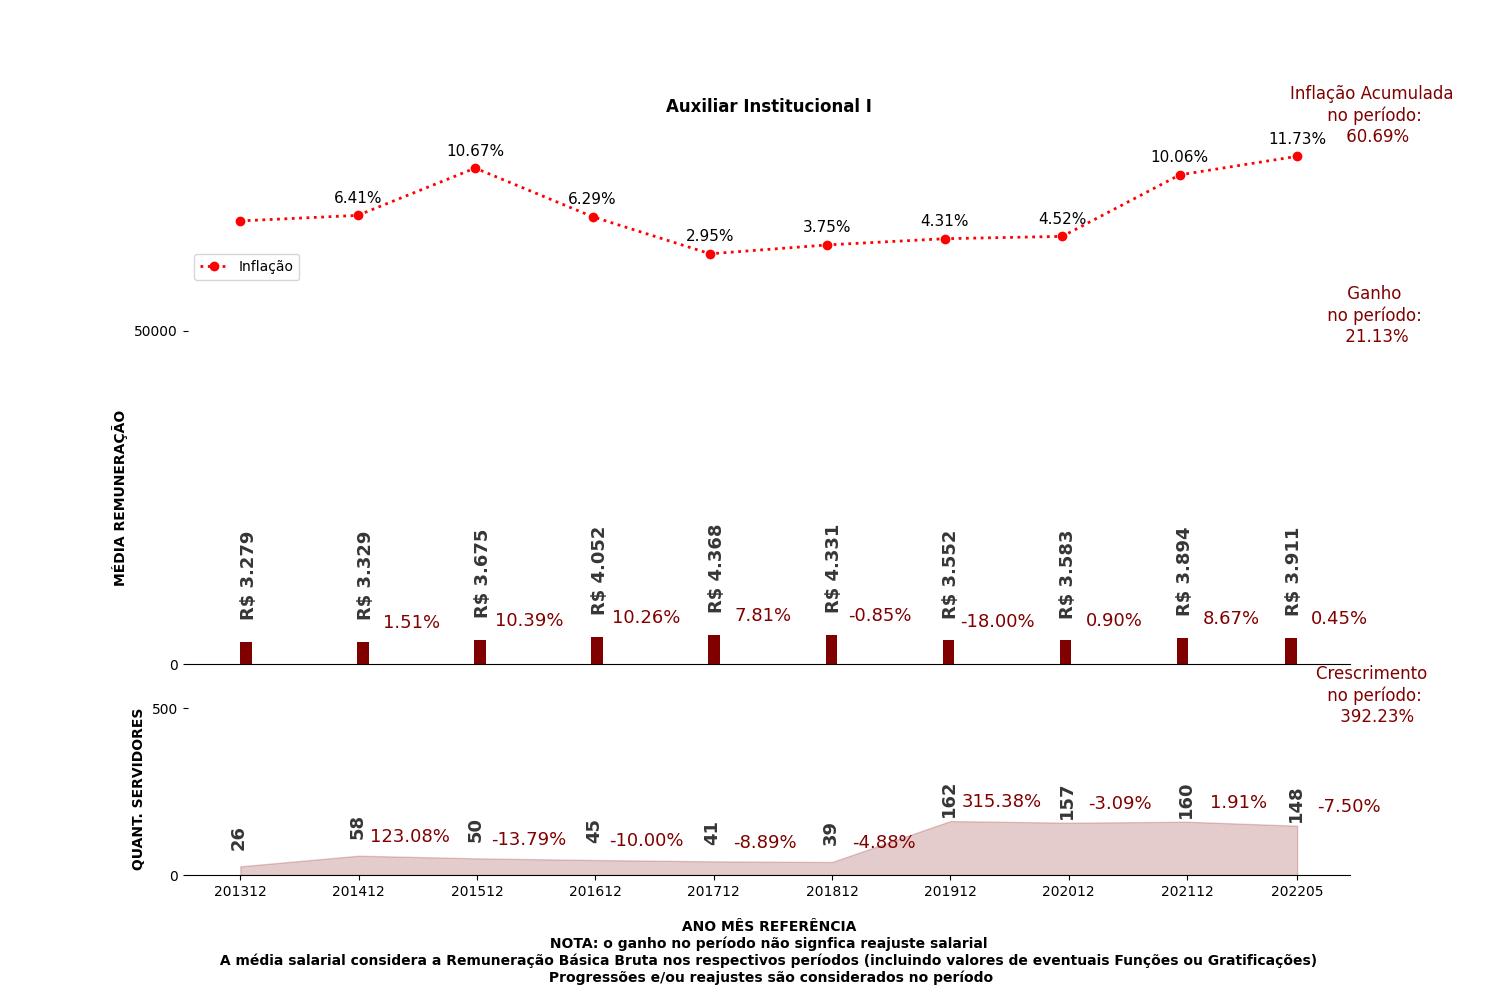 Auxiliar Institucional I
Inflação Acumulada
no período:
60.69%
6.41%
10.67%
6.29%
2.95%
3.75%
4.31%
4.52%
10.06%
11.73%
Inflação
Ganho
no período:
21.13%
50000
0
MÉDIA REMUNERAÇÃO
R$ 3.279
R$ 3.329
R$ 3.675
R$ 4.052
R$ 4.368
R$ 4.331
R$ 3.552
R$ 3.583
R$ 3.894
R$ 3.911
1.51%
10.39%
10.26%
7.81%
-0.85%
-18.00%
0.90%
8.67%
0.45%
Crescimento
no período:
392.23%
500
0
QUANT. SERVIDORES
26
58
50
45
41
39
162
157
160
148
123.08%
-13.79%
-10.00%
-8.89%
-4.88%
315.38%
-3.09%
1.91%
-7.50%
201312
201412
201512
201612
201712
201812
201912
202012
202112
202205
ANO MÊS REFERÊNCIA
NOTA: o ganho no período não signfica reajuste salarial
A média salarial considera a Remuneração Básica Bruta nos respectivos períodos (incluindo valores de eventuais Funções ou Gratificações)
Progressões e/ou reajustes são considerados no período